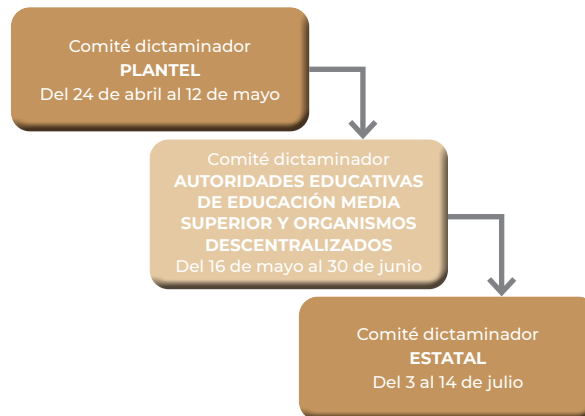 Comité dictaminador
PLANTEL
Del 24 de abril al 12 de mayo
Comité dictaminador
AUTORIDADES EDUCATIVAS
DE EDUCACIÓN MEDIA
SUPERIOR Y ORGANISMOS
DESCENTRALIZADOS
Del 16 de mayo al 30 de junio
Comité dictaminador
ESTATAL
Del 3 al 14 de julio